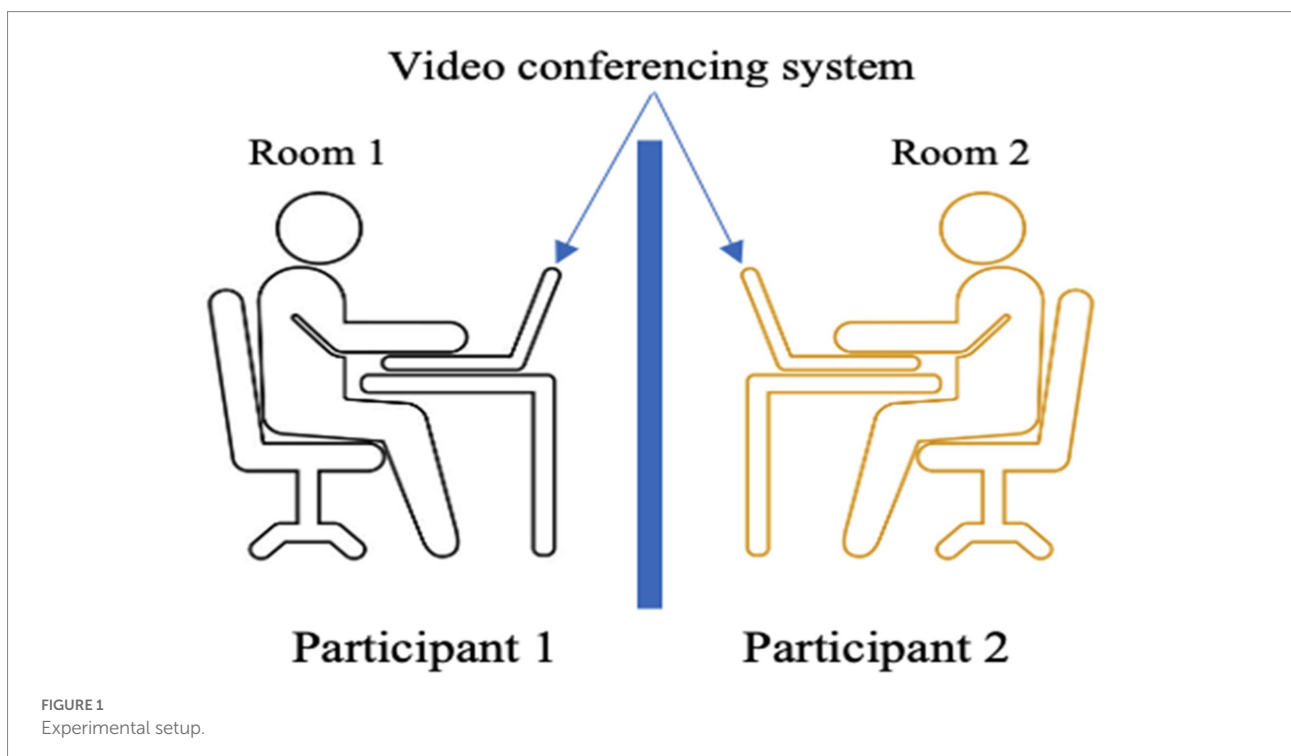 Video conferencing system
Room 1
Room 2
Participant 1
Participant 2
FIGURE 1
Experimental setup.